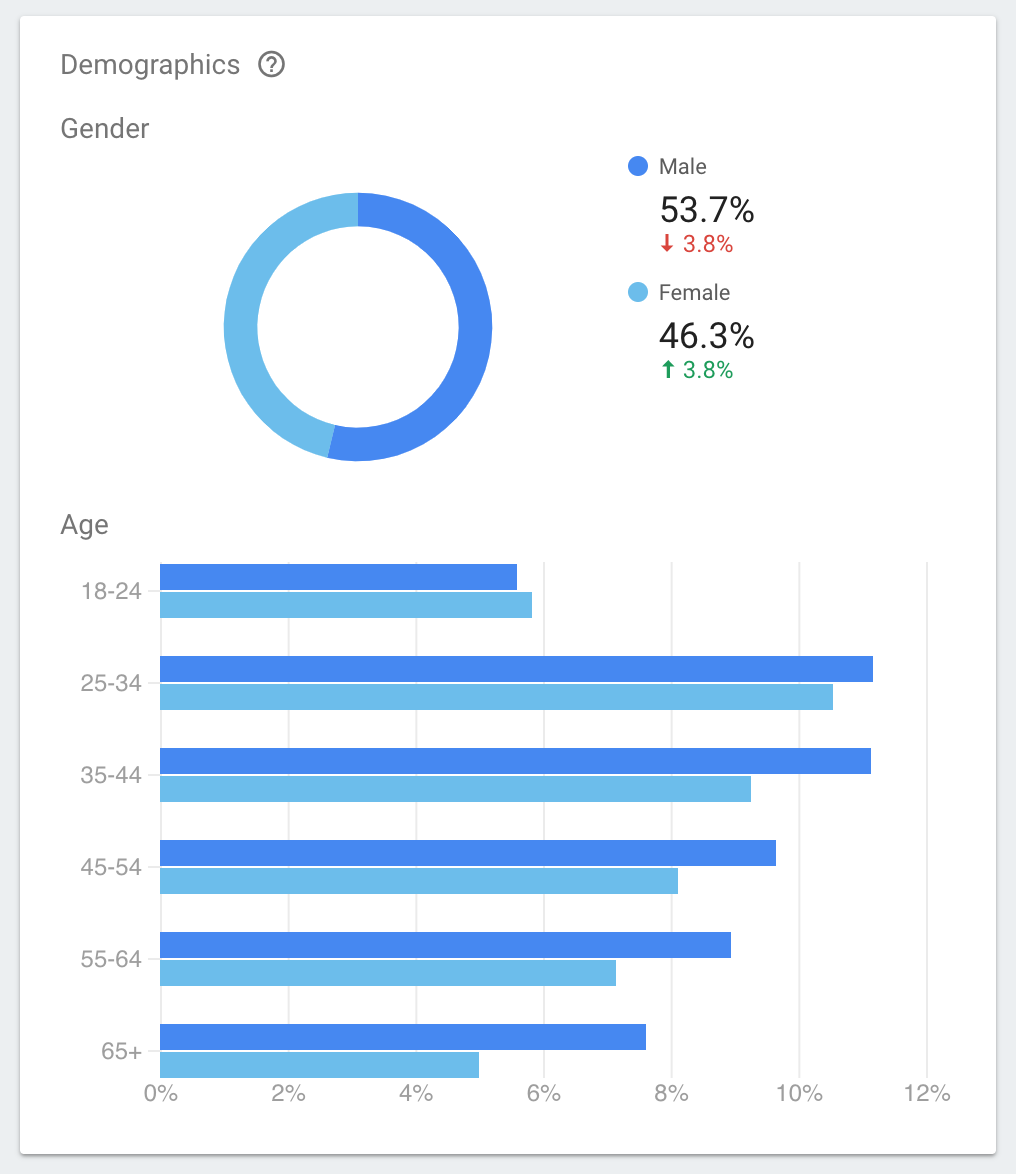 Demographics ?
Gender
Male
53.7%
↓ 3.8%
Female
46.3%
↑ 3.8%
Age
18-24
25-34
35-44
45-54
55-64
65+
0% 2% 4% 6% 8% 10% 12%